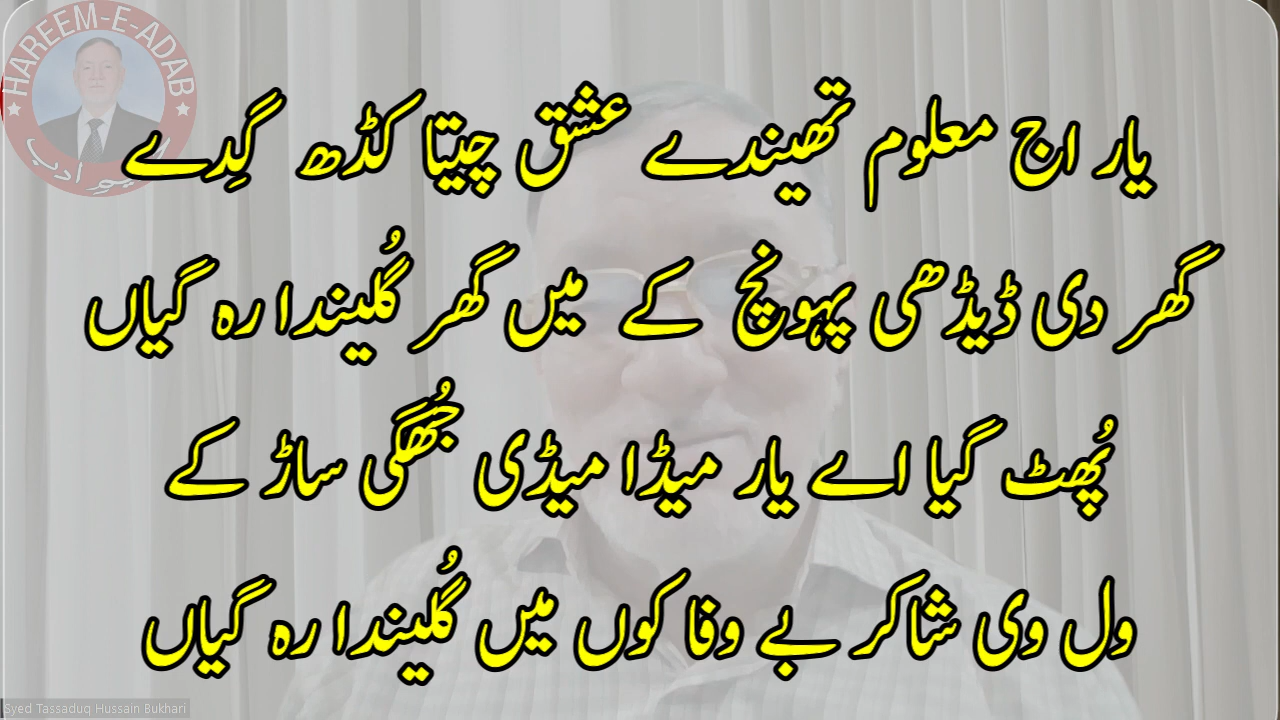 HAREEM-E-ADAB
یار اج معلوم تھیندے عشق چیتا کڈھ گِدے
گھر دی ڈیڈھی پہونچ کے میں گھر گُلیندا رہ گیاں
پُھٹ گیا اے یار میڈا میڈی جُھگی ساڑ کے
ول وی شاکر بے وفا کوں میں گُلیندا رہ گیاں
Syed Tassaduq Hussain Bukhari